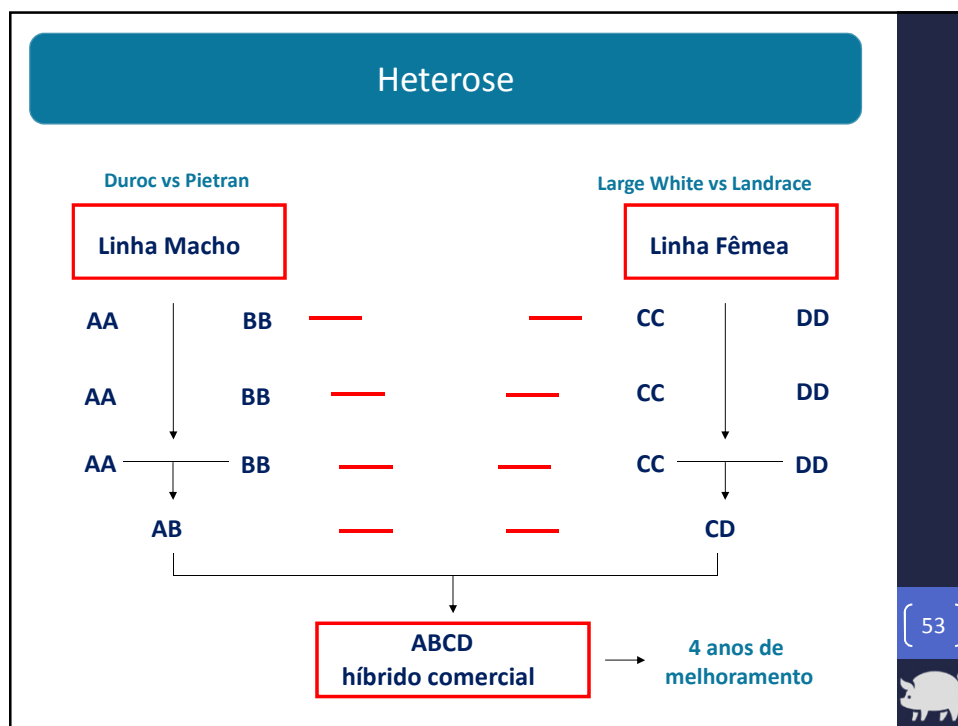 Heterose
Duroc vs Pietran
Large White vs Landrace
Linha Macho
Linha Fêmea
AA BB CC DD
AA BB CC DD
AA BB CC DD
AB CD
ABCD
híbrido comercial
4 anos de
melhoramento
53